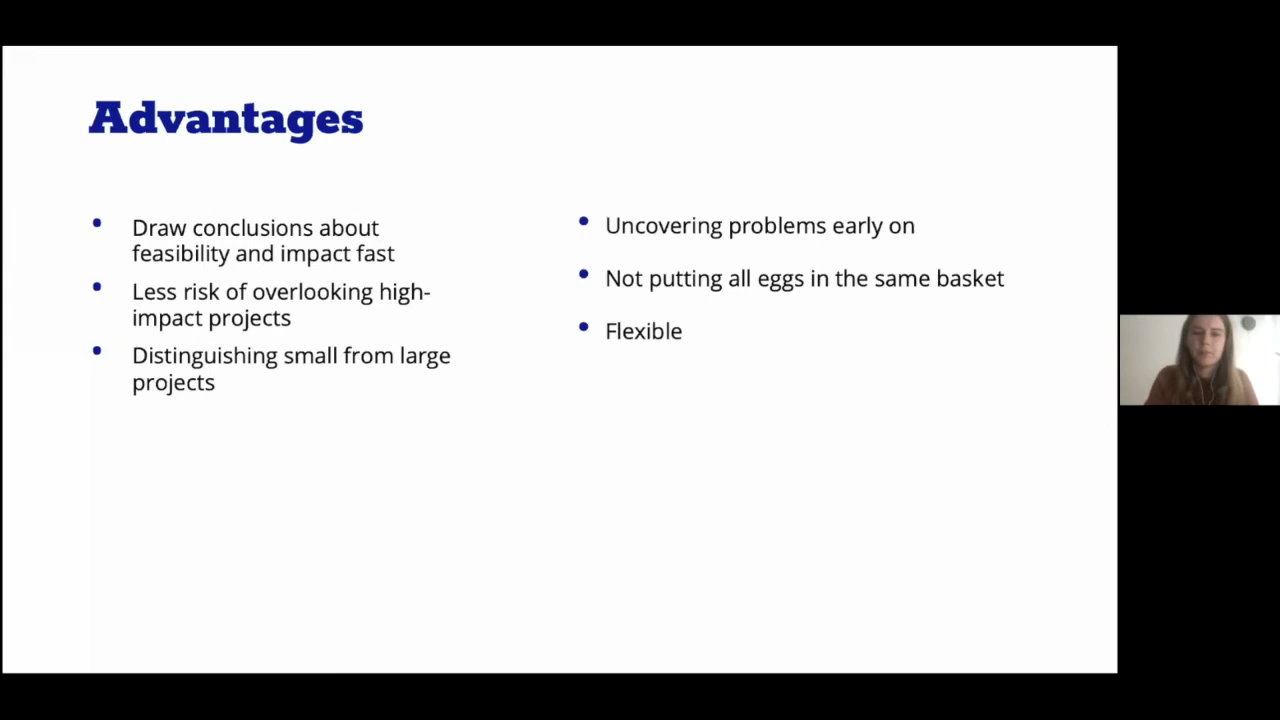 Advantages
Draw conclusions about
feasibility and impact fast
Less risk of overlooking high-
impact projects
Distinguishing small from large
projects
Uncovering problems early on
Not putting all eggs in the same basket
Flexible